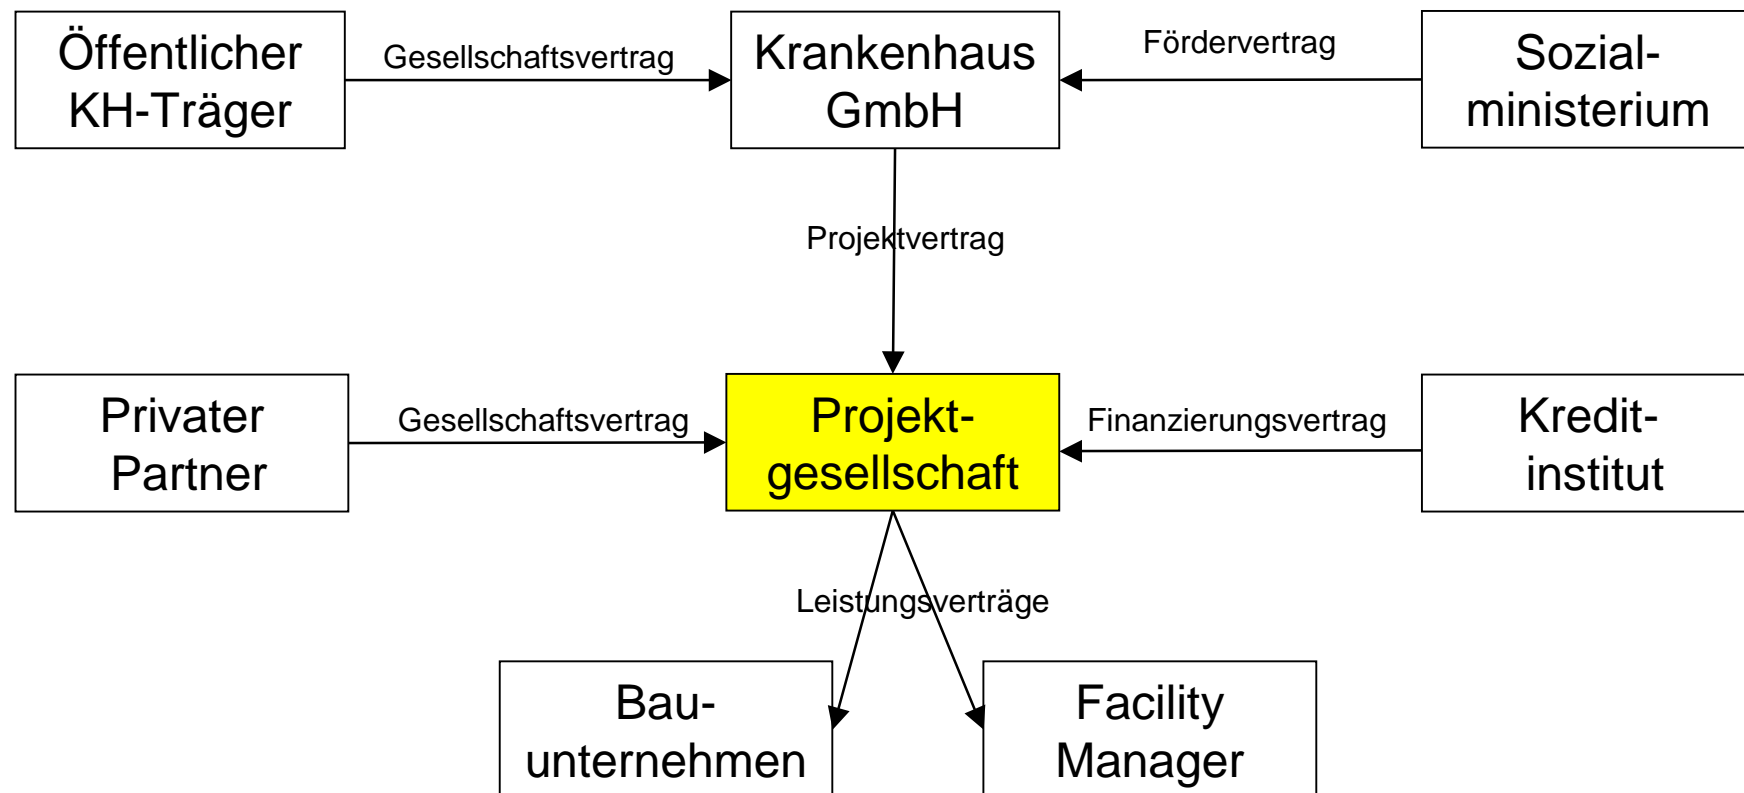 Öffentlicher
KH-Träger
Gesellschaftsvertrag
Krankenhaus
GmbH
Fördervertrag
Sozial-
ministerium
Projektvertrag
Privater
Partner
Gesellschaftsvertrag
Projekt-
gesellschaft
Finanzierungsvertrag
Kredit-
institut
Leistungsverträge
Bau-
unternehmen
Facility
Manager